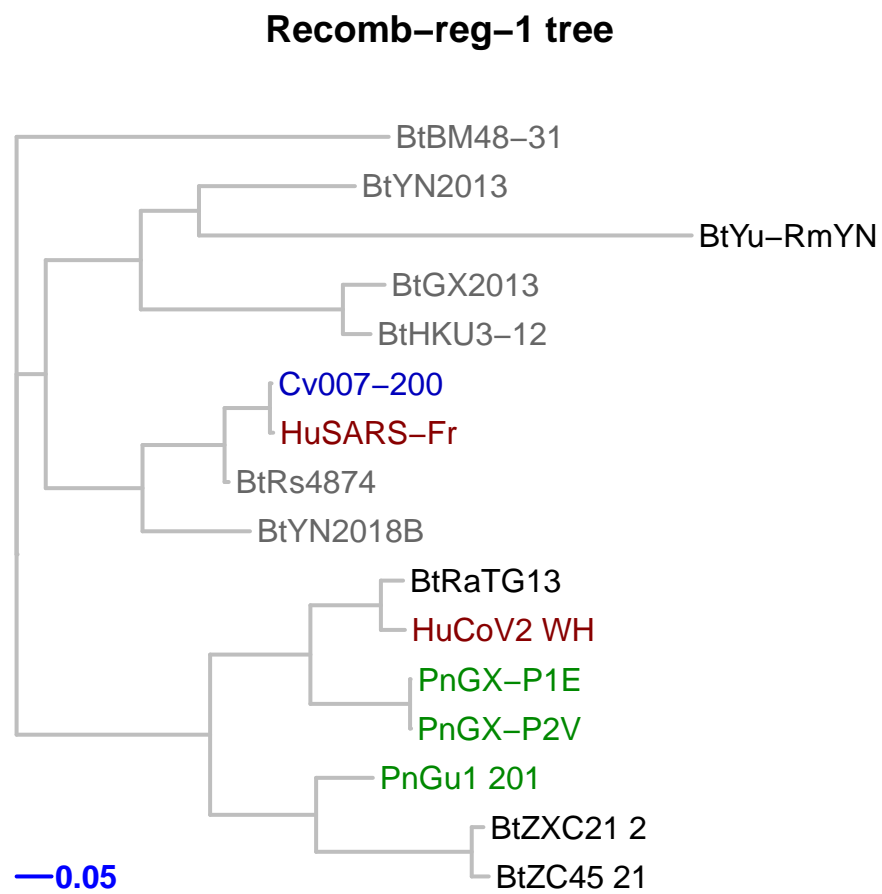 Recomb−reg−1 tree
BtBM48−31
BtYN2013
BtYu−RmYN
BtGX2013
BtHKU3−12
Cv007−200
HuSARS−Fr
BtRs4874
BtYN2018B
BtRaTG13
HuCoV2 WH
PnGX−P1E
PnGX−P2V
PnGu1 201
BtZXC21 2
BtZC45 21
0.05